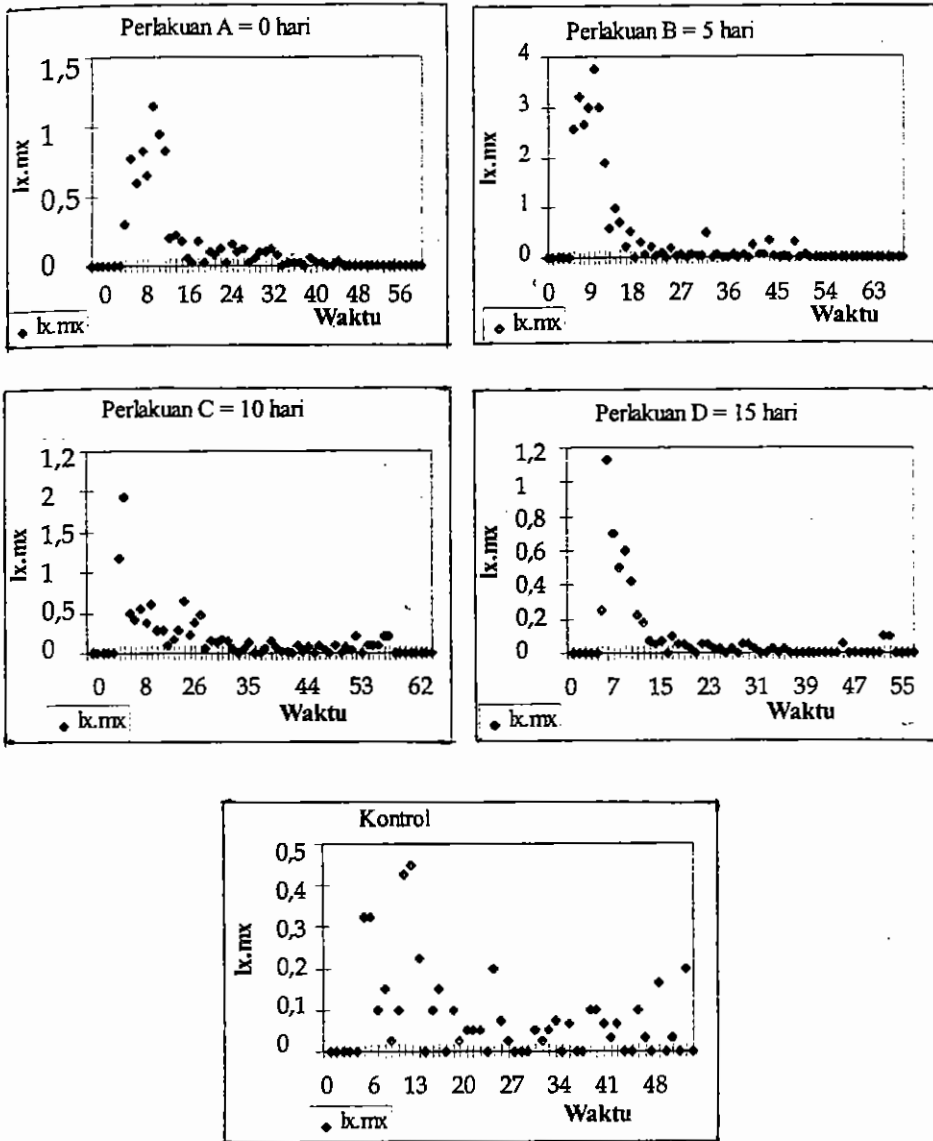 Perlakuan A = 0 hari
1,5
1
0,5
0
lx.mx
0 8 16 24 32 40 48 56
Waktu
lx.mx
Perlakuan B = 5 hari
4
3
2
1
0
lx.mx
0 9 18 27 36 45 54 63
Waktu
lx.mx
Perlakuan C = 10 hari
1,2
2
1,5
1
0,5
0
lx.mx
0 8 16 26 44 53 62
Waktu
lx.mx
Perlakuan D = 15 hari
1,2
1
0,8
0,6
0,4
0,2
0
lx.mx
0 7 15 23 31 39 47 55
Waktu
lx.mx
Kontrol
0,5
0,4
0,3
0,2
0,1
0
lx.mx
0 6 13 20 27 34 41 48
Waktu
lx.mx